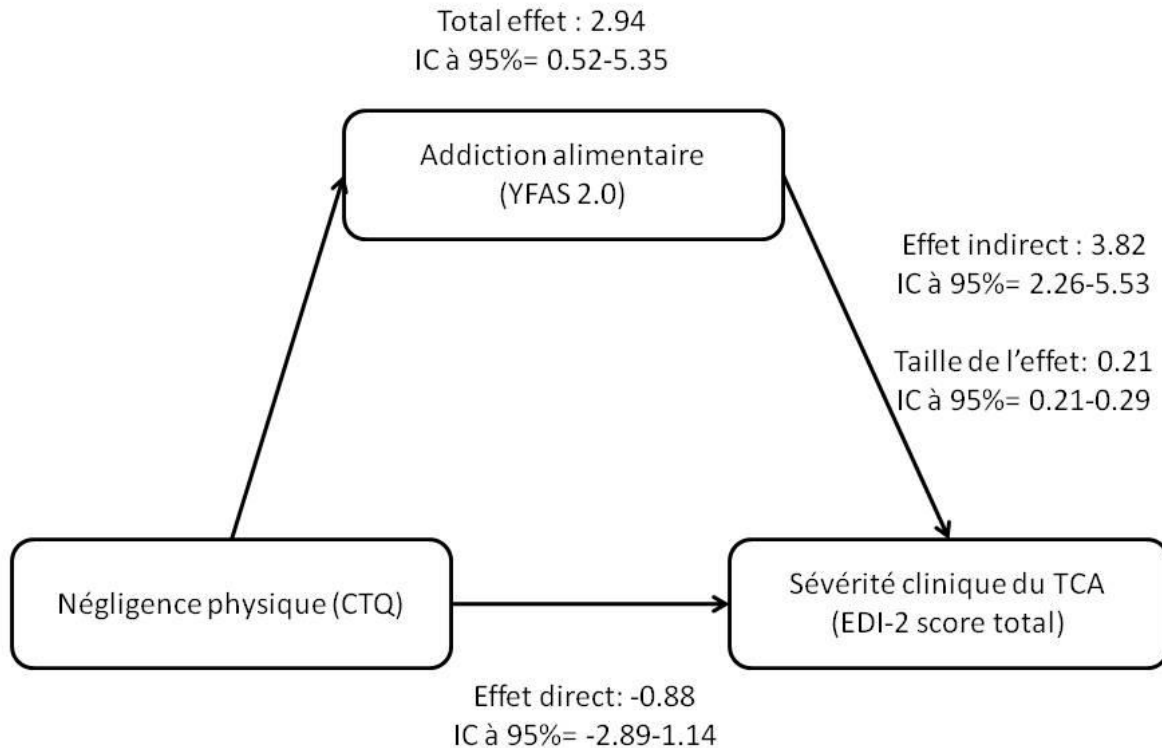 Total effet : 2.94
IC à 95%= 0.52-5.35
Addiction alimentaire
(YFAS 2.0)
Effet indirect : 3.82
IC à 95%= 2.26-5.53
Taille de l'effet: 0.21
IC à 95%= 0.21-0.29
Négligence physique (CTQ)
Sévérité clinique du TCA
(EDI-2 score total)
Effet direct: -0.88
IC à 95%= -2.89-1.14